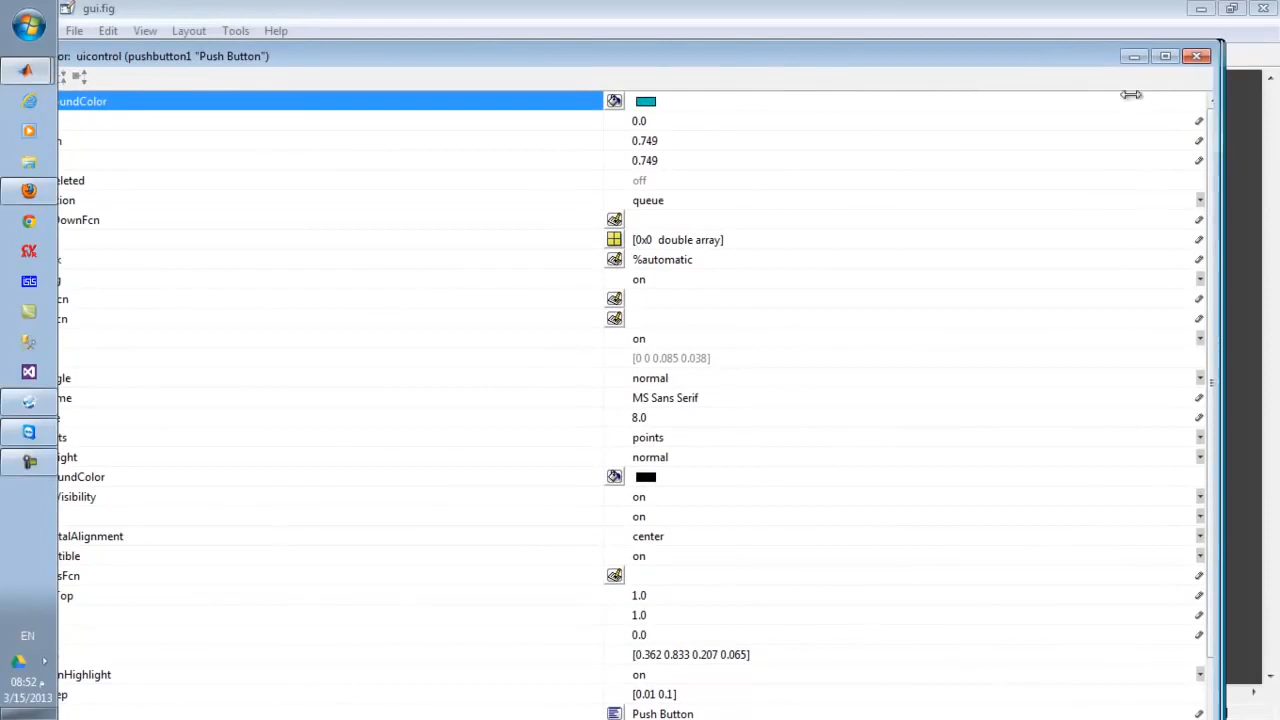 gui.fig
File Edit View Layout Tools Help
or: uicontrol (pushbutton1 "Push Button")
undColor
0.0
n 0.749
0.749
eleted off
tion queue
DownFcn
[0x0 double array]
c %automatic
g on
cn
cn
on
[0 0 0.085 0.038]
gle normal
me MS Sans Serif
e 8.0
ts points
ight normal
undColor
Visibility on
on
talAlignment center
tible on
sFcn
Top 1.0
1.0
0.0
[0.362 0.833 0.207 0.065]
nHighlight on
ep [0.01 0.1]
Push Button
CVAVR
ISIS
EN
08:52 م
3/15/2013